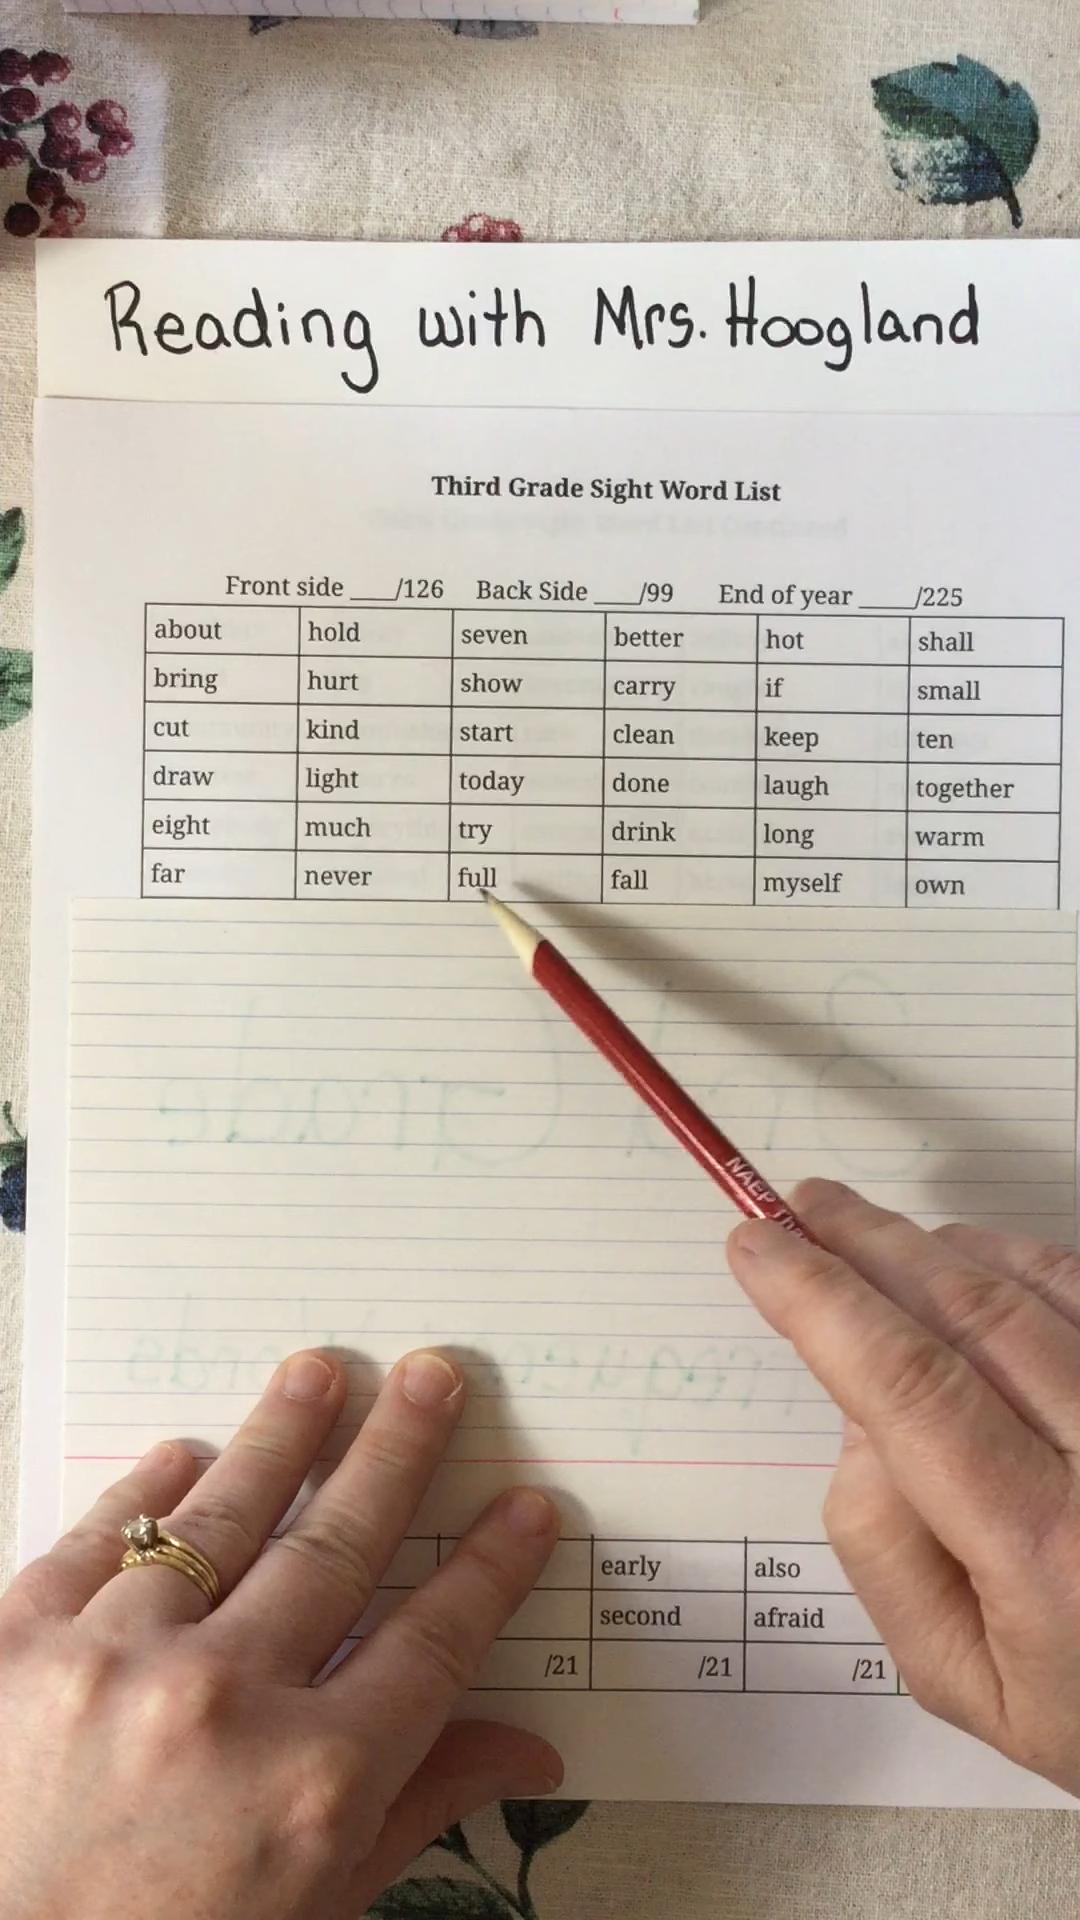 Reading with Mrs. Hoogland
Third Grade Sight Word List
Front side ____/126 Back Side ____/99 End of year _____/225
about hold seven better hot shall
bring hurt show carry if small
cut kind start clean keep ten
draw light today done laugh together
eight much try drink long warm
far never full fall myself own
NAEP The
early also
second afraid
/21 /21 /21